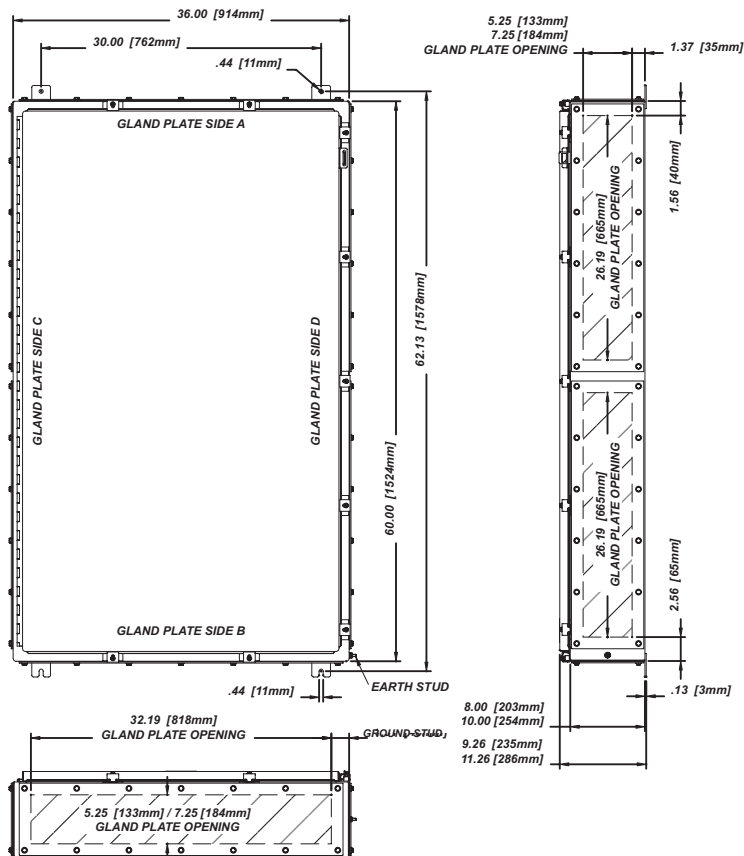 36.00 [914mm]
30.00 [762mm]
.44 [11mm]
5.25 [133mm]
7.25 [184mm]
GLAND PLATE OPENING
1.37 [35mm]
GLAND PLATE SIDE A
1.56 [40mm]
26.19 [665mm]
GLAND PLATE OPENING
GLAND PLATE SIDE C
GLAND PLATE SIDE D
62.13 [1578mm]
60.00 [1524mm]
26.19 [665mm]
GLAND PLATE OPENING
2.56 [65mm]
GLAND PLATE SIDE B
.44 [11mm]
EARTH STUD
.13 [3mm]
8.00 [203mm]
10.00 [254mm]
9.26 [235mm]
11.26 [286mm]
32.19 [818mm]
GLAND PLATE OPENING
GROUND STUD
5.25 [133mm] / 7.25 [184mm]
GLAND PLATE OPENING